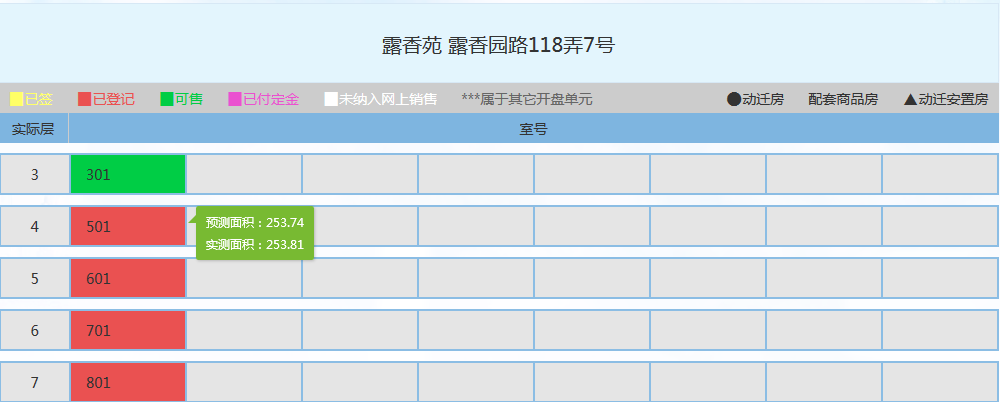 露香苑 露香园路118弄7号
■已签 ■已登记 ■可售 ■已付定金 ■未纳入网上销售 ***属于其它开盘单元 ●动迁房 配套商品房 ▲动迁安置房
实际层 室号
3 301
4 501
预测面积：253.74
实测面积：253.81
5 601
6 701
7 801